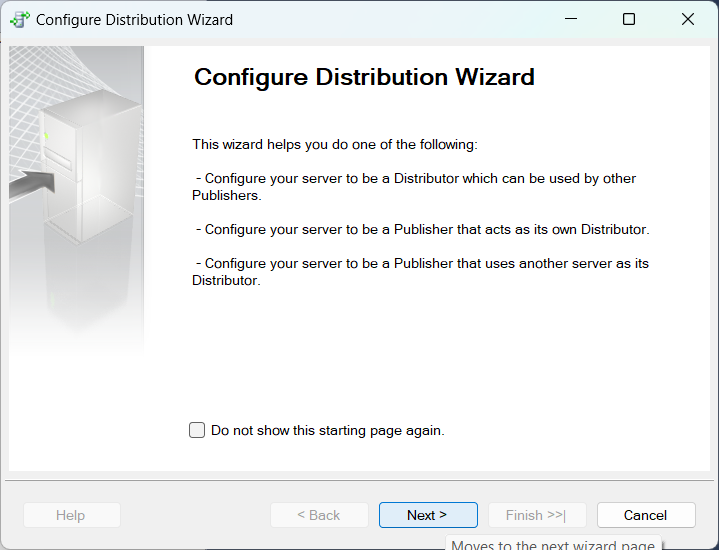 Configure Distribution Wizard
Configure Distribution Wizard
This wizard helps you do one of the following:
- Configure your server to be a Distributor which can be used by other
Publishers.
- Configure your server to be a Publisher that acts as its own Distributor.
- Configure your server to be a Publisher that uses another server as its
Distributor.
Do not show this starting page again.
Help
< Back
Next >
Finish >>|
Cancel
Moves to the next wizard page